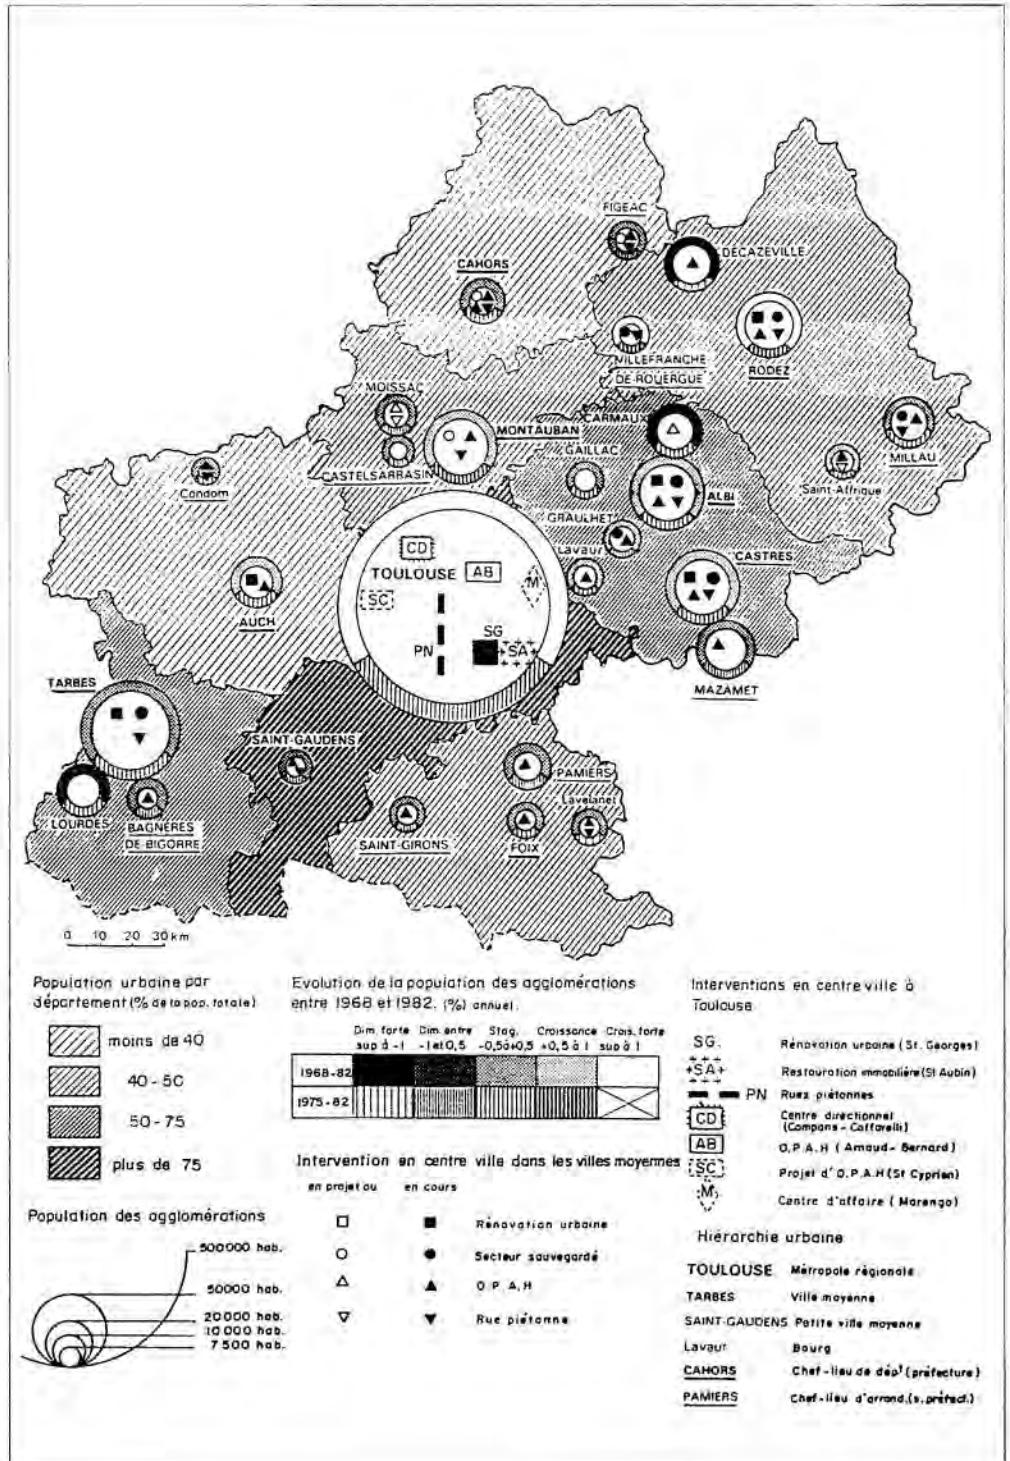 FIGEAC
DECAZEVILLE
CAHORS
RODEZ
VILLEFRANCHE
DE-ROUERGUE
MOISSAC
MONTAUBAN
CARMAUX
CASTELSARRASIN
GAILLAC
ALBI
MILLAU
Saint-Affrique
Condom
GRAULHET
Lavaur
CASTRES
CD
TOULOUSE
AB
M
SC
SG
PN
SA
AUCH
MAZAMET
TARBES
SAINT-GAUDENS
PAMIERS
Lavelanet
LOURDES
BAGNÈRES
DE-BIGORRE
SAINT-GIRONS
FOIX
0 10 20 30 km
Population urbaine par
département (% de la pop. totale)
moins de 40
40-50
50-75
plus de 75
Population des agglomérations
500000 hab.
50000 hab.
20000 hab.
10000 hab.
7500 hab.
Evolution de la population des agglomérations
entre 1968 et 1982. (%) annuel.
Dim. forte Dim. entre Stag. Croissance Crois. forte
sup à -1 -1 et 0,5 -0,5 à +0,5 +0,5 à 1 sup à 1
1968-82
1975-82
Intervention en centre ville dans les villes moyennes
en projet ou en cours
Rénovation urbaine
Secteur sauvegardé
O.P.A.H
Rue piétonne
Interventions en centre ville à
Toulouse
SG. Rénovation urbaine (St. Georges)
SA Restauration immobilière (St Aubin)
PN Rues piétonnes
CD Centre directionnel
(Compans-Caffarelli)
AB O.P.A.H (Arnaud-Bernard)
SC Projet d'O.P.A.H (St Cyprien)
M Centre d'affaire (Marengo)
Hiérarchie urbaine
TOULOUSE Métropole régionale
TARBES Ville moyenne
SAINT-GAUDENS Petite ville moyenne
Lavaur Bourg
CAHORS Chef-lieu de dépt (préfecture)
PAMIERS Chef-lieu d'arrond. (s. préfect.)